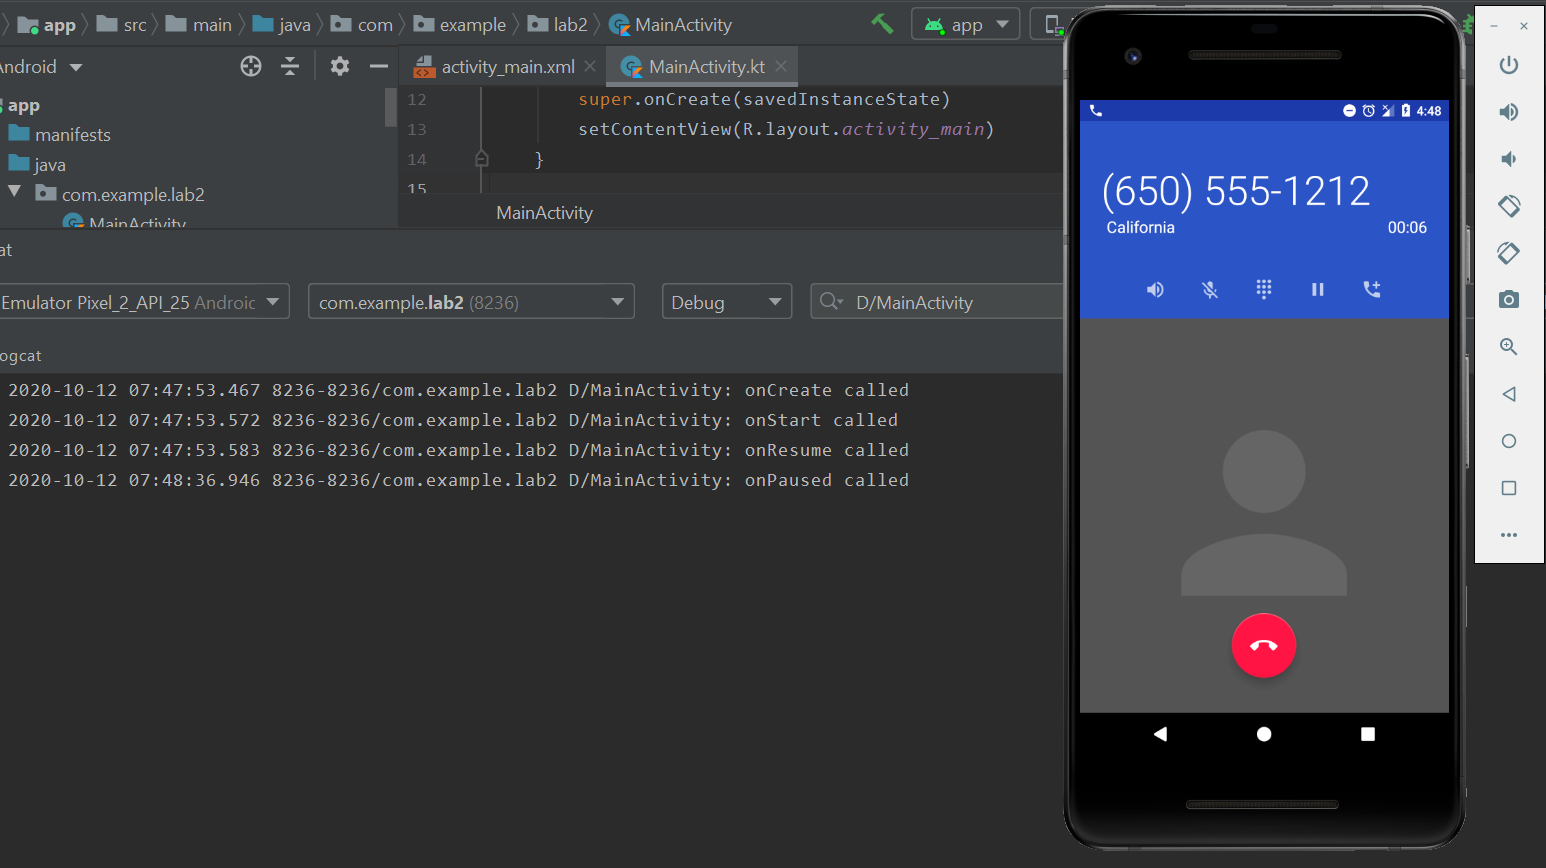 app src main java com example lab2 MainActivity app
Android activity_main.xml MainActivity.kt
app
manifests
java
com.example.lab2
MainActivity
12 super.onCreate(savedInstanceState)
13 setContentView(R.layout.activity_main)
14 }
15
MainActivity
at
Emulator Pixel_2_API_25 Androic com.example.lab2 (8236) Debug D/MainActivity
ogcat
2020-10-12 07:47:53.467 8236-8236/com.example.lab2 D/MainActivity: onCreate called
2020-10-12 07:47:53.572 8236-8236/com.example.lab2 D/MainActivity: onStart called
2020-10-12 07:47:53.583 8236-8236/com.example.lab2 D/MainActivity: onResume called
2020-10-12 07:48:36.946 8236-8236/com.example.lab2 D/MainActivity: onPaused called
4:48
(650) 555-1212
California 00:06